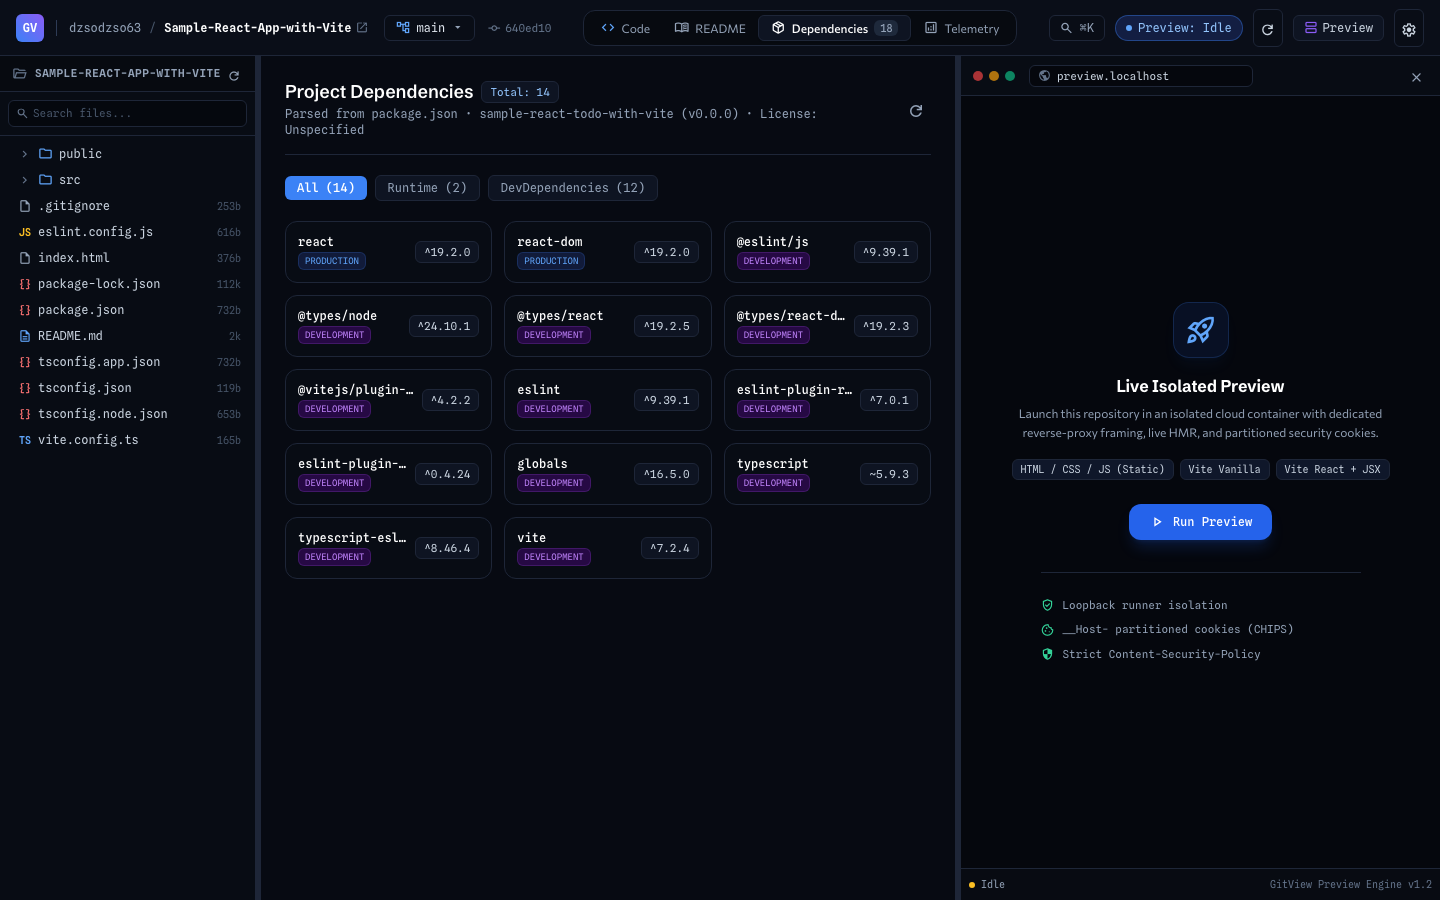 GV
dzsodzso63 / Sample-React-App-with-Vite
main
640ed10
Code
README
Dependencies 18
Telemetry
⌘K
Preview: Idle
Preview
SAMPLE-REACT-APP-WITH-VITE
Search files...
public
src
.gitignore 253b
JS eslint.config.js 616b
index.html 376b
{} package-lock.json 112k
{} package.json 732b
README.md 2k
{} tsconfig.app.json 732b
{} tsconfig.json 119b
{} tsconfig.node.json 653b
TS vite.config.ts 165b
Project Dependencies Total: 14
Parsed from package.json · sample-react-todo-with-vite (v0.0.0) · License:
Unspecified
All (14) Runtime (2) DevDependencies (12)
react
PRODUCTION
^19.2.0
react-dom
PRODUCTION
^19.2.0
@eslint/js
DEVELOPMENT
^9.39.1
@types/node
DEVELOPMENT
^24.10.1
@types/react
DEVELOPMENT
^19.2.5
@types/react-d…
DEVELOPMENT
^19.2.3
@vitejs/plugin-…
DEVELOPMENT
^4.2.2
eslint
DEVELOPMENT
^9.39.1
eslint-plugin-r…
DEVELOPMENT
^7.0.1
eslint-plugin-…
DEVELOPMENT
^0.4.24
globals
DEVELOPMENT
^16.5.0
typescript
DEVELOPMENT
~5.9.3
typescript-esl…
DEVELOPMENT
^8.46.4
vite
DEVELOPMENT
^7.2.4
preview.localhost
Live Isolated Preview
Launch this repository in an isolated cloud container with dedicated
reverse-proxy framing, live HMR, and partitioned security cookies.
HTML / CSS / JS (Static) Vite Vanilla Vite React + JSX
Run Preview
Loopback runner isolation
__Host- partitioned cookies (CHIPS)
Strict Content-Security-Policy
Idle
GitView Preview Engine v1.2